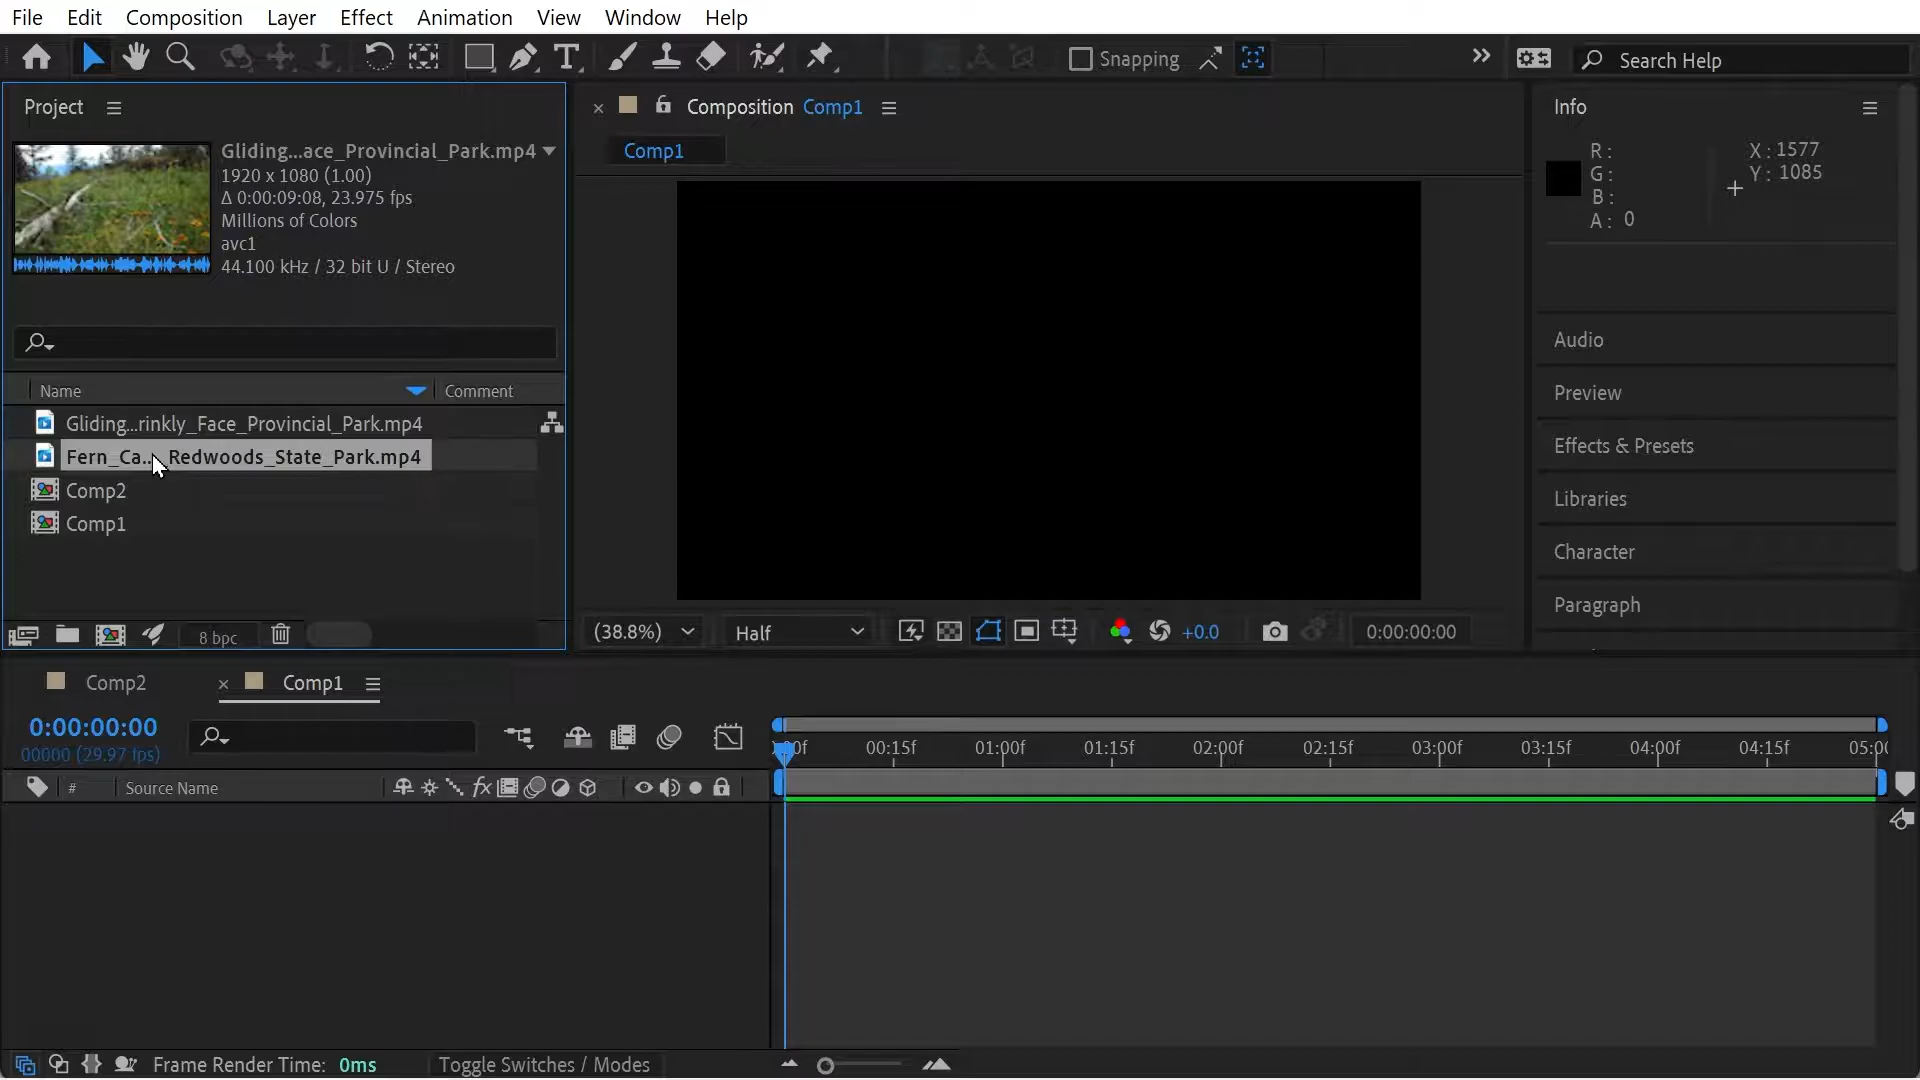 File Edit Composition Layer Effect Animation View Window Help
Snapping
Search Help
Project
Gliding...ace_Provincial_Park.mp4
1920 x 1080 (1.00)
Δ 0:00:09:08, 23.975 fps
Millions of Colors
avc1
44.100 kHz / 32 bit U / Stereo
Name Comment
Gliding...rinkly_Face_Provincial_Park.mp4
Fern_Ca..._Redwoods_State_Park.mp4
Comp2
Comp1
8 bpc
Composition Comp1
Comp1
(38.8%) Half +0.0 0:00:00:00
Info
R:
G:
B:
A: 0
X: 1577
Y: 1085
Audio
Preview
Effects & Presets
Libraries
Character
Paragraph
Comp2 Comp1
0:00:00:00
00000 (29.97 fps)
00:15f 01:00f 01:15f 02:00f 02:15f 03:00f 03:15f 04:00f 04:15f
# Source Name fx
Frame Render Time: 0ms Toggle Switches / Modes